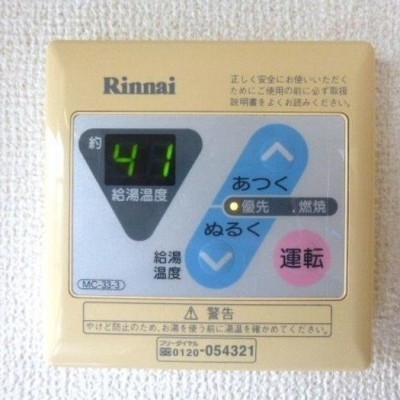 Rinnai
正しく安全にお使いいただく
ためにご使用の前に必ず取扱
説明書をよくお読みください。
約
41
給湯温度
あつく
優先 燃焼
ぬるく
給湯
温度
運転
MC-33-3
警告
やけど防止のため、お湯を使う前に湯温を確かめてください。
フリーダイヤル
0120-054321